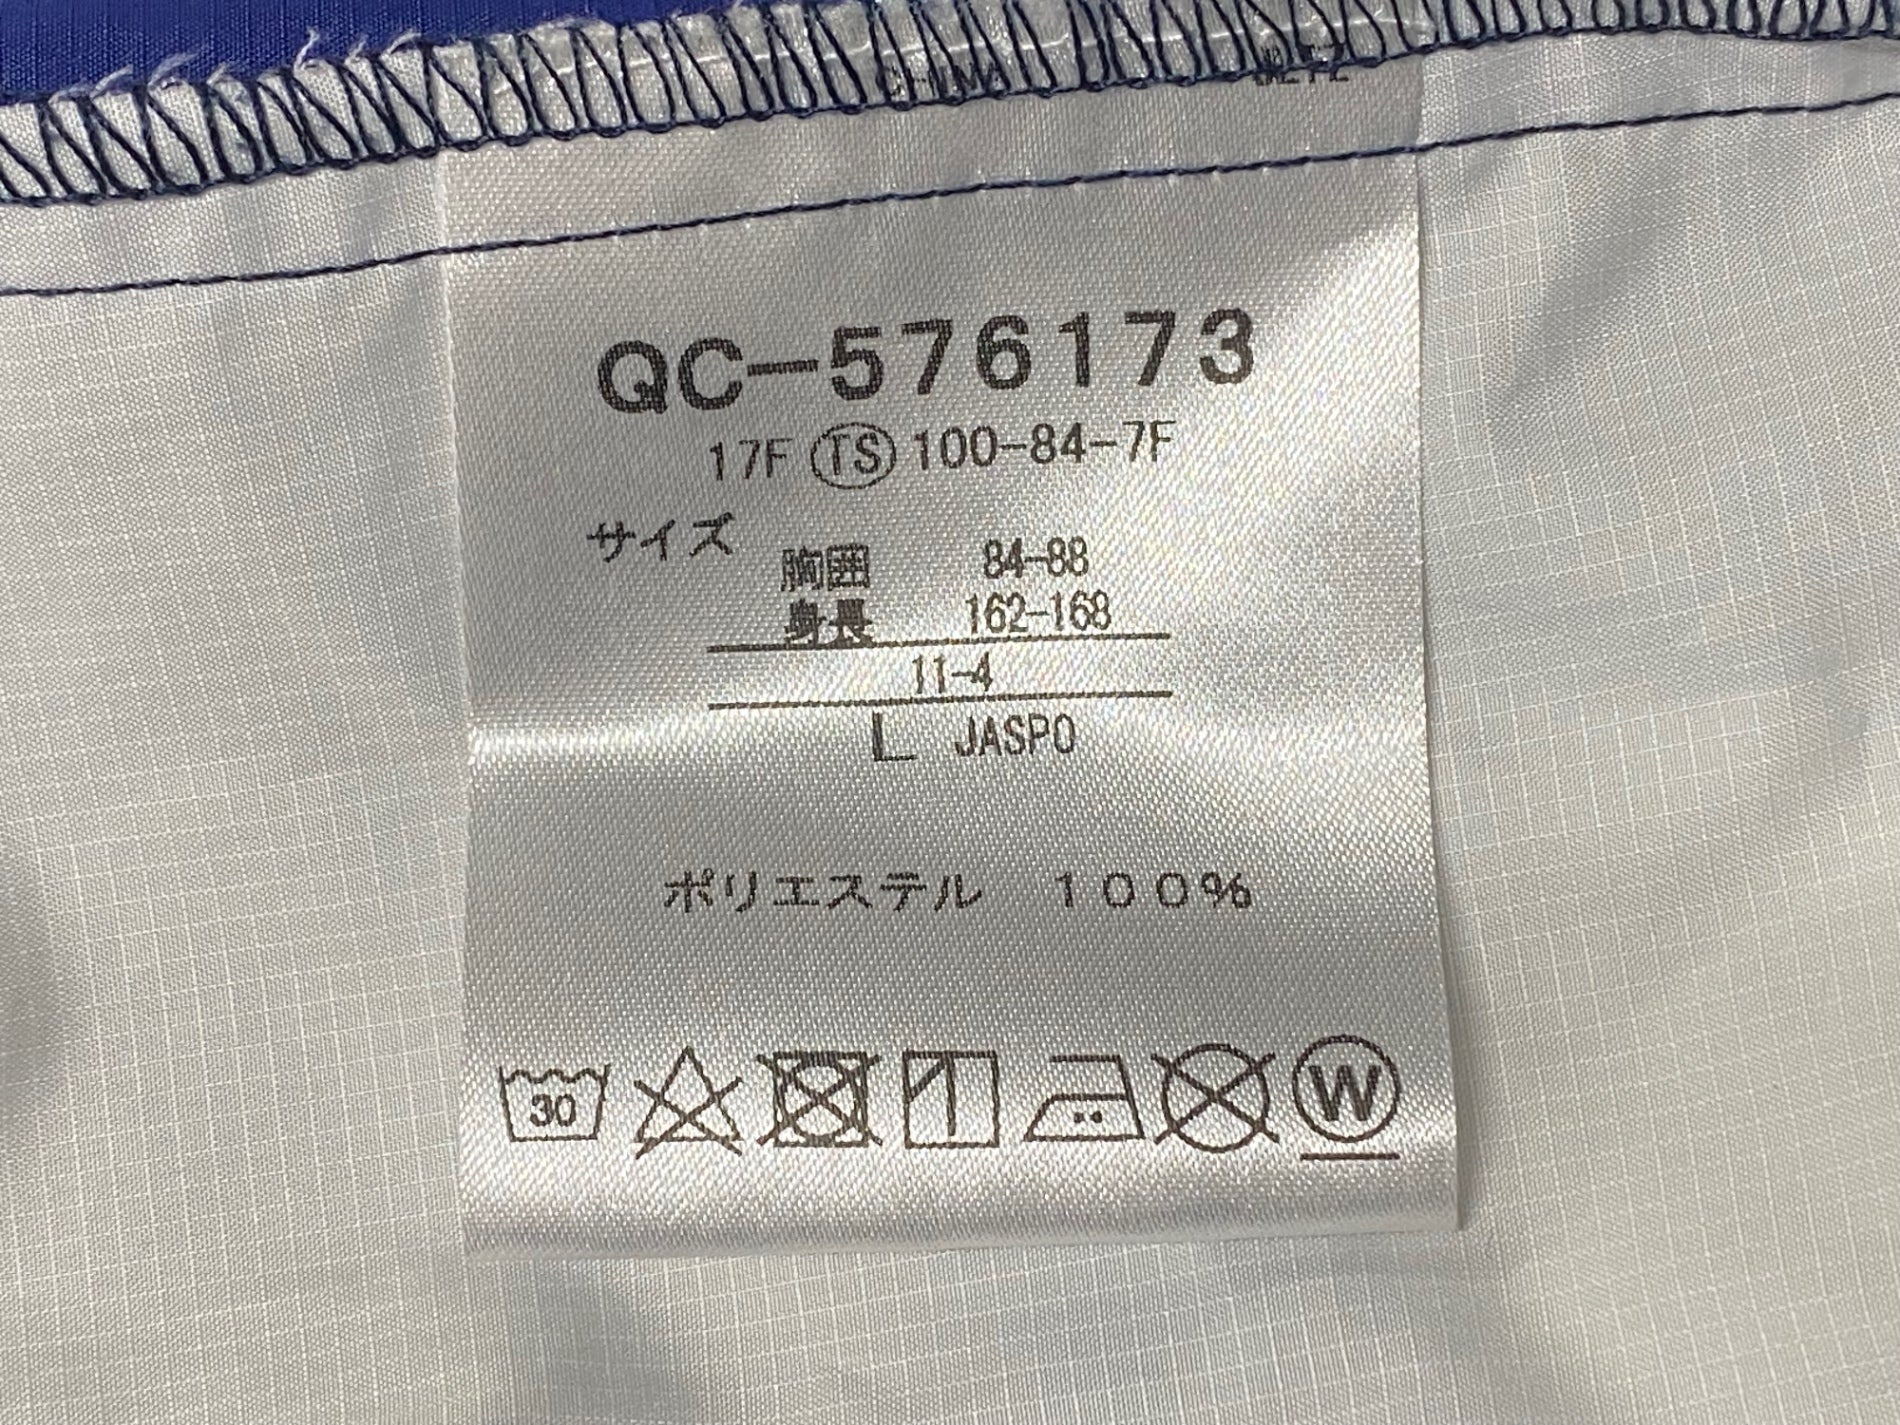 QC-576173
17F TS 100-84-7F
サイズ
胸囲 84-88
身長 162-168
11-4
L JASPO
ポリエステル 100%
30
W